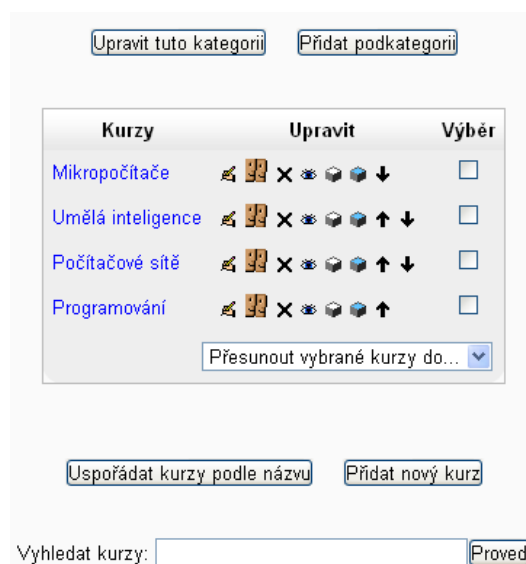 Upravit tuto kategorii Přidat podkategorii
Kurzy Upravit Výběr
Mikropočítače
Umělá inteligence
Počítačové sítě
Programování
Přesunout vybrané kurzy do...
Uspořádat kurzy podle názvu Přidat nový kurz
Vyhledat kurzy: Proved